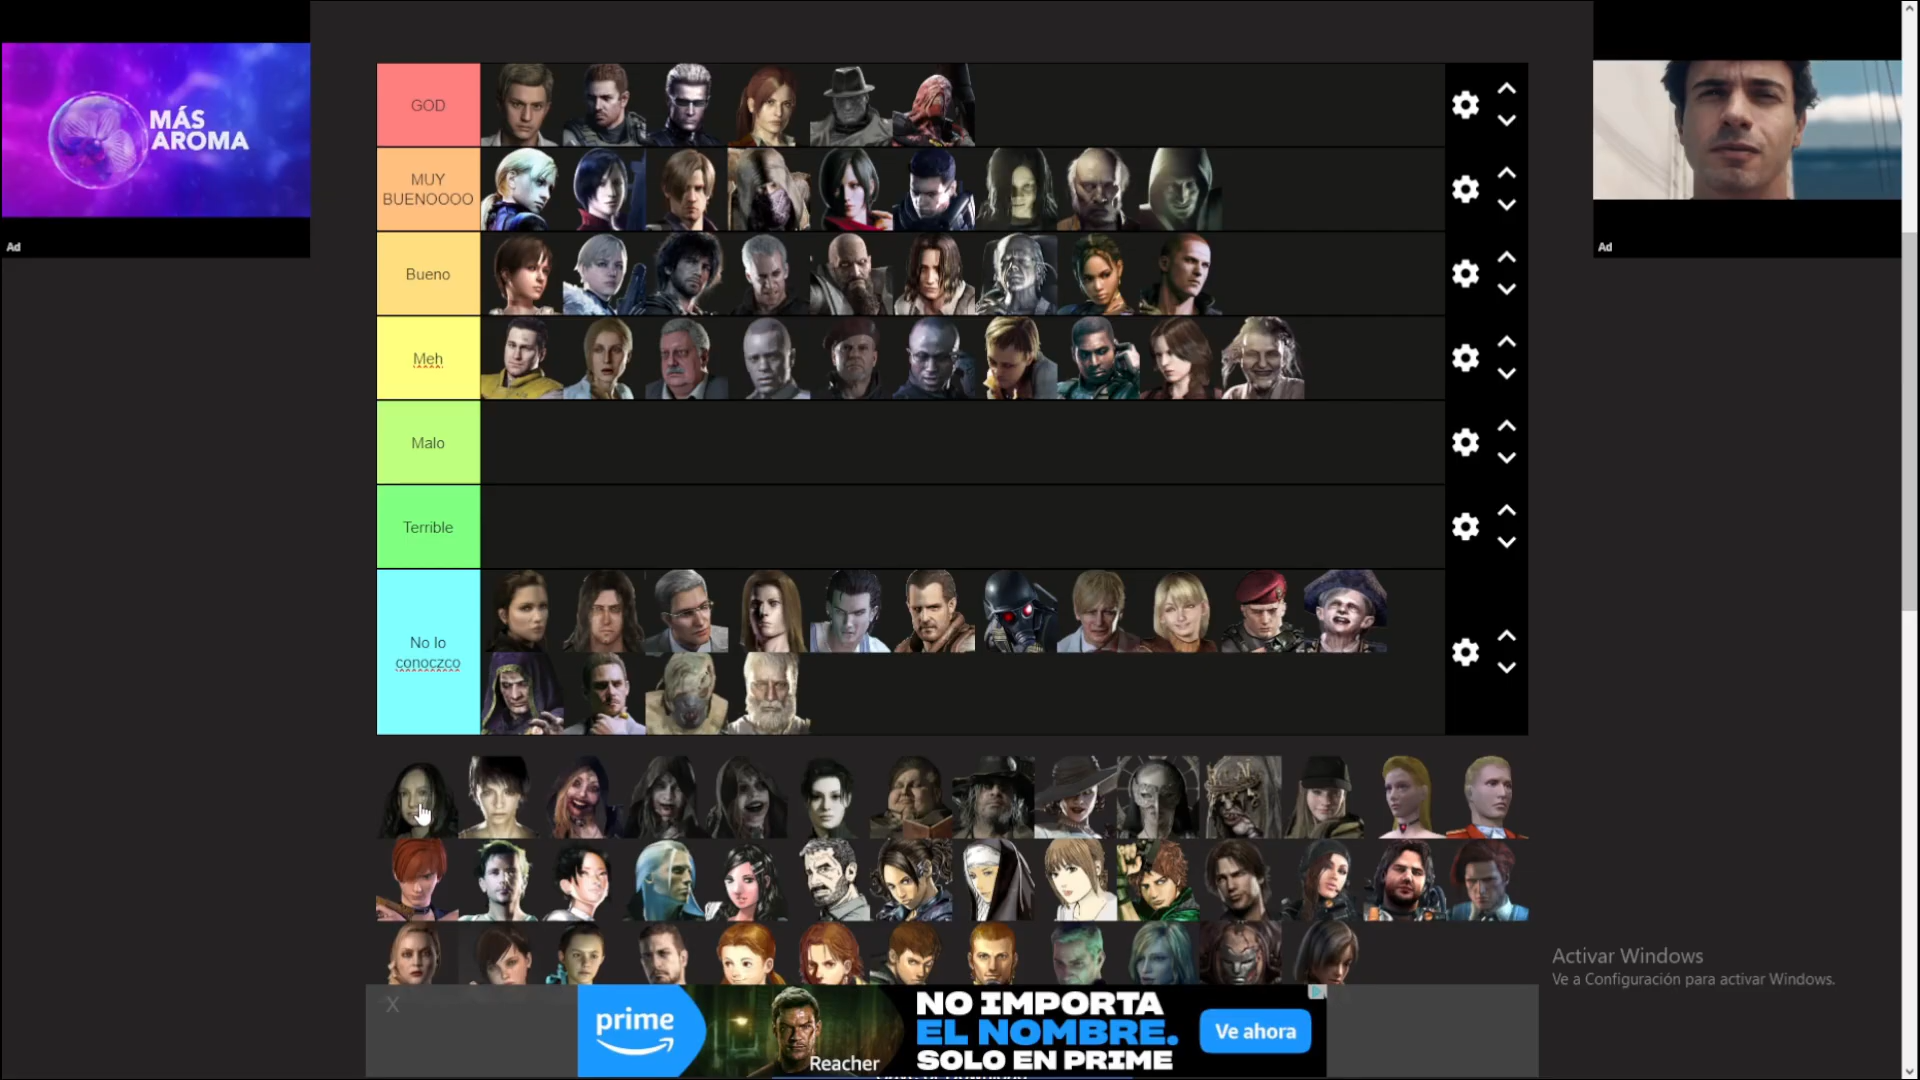 MÁS
AROMA
Ad
Ad
GOD
MUY
BUENOOOO
Bueno
Meh
Malo
Terrible
No lo
conoczco
Activar Windows
Ve a Configuración para activar Windows.
X
prime
Reacher
NO IMPORTA
EL NOMBRE.
SOLO EN PRIME
Ve ahora